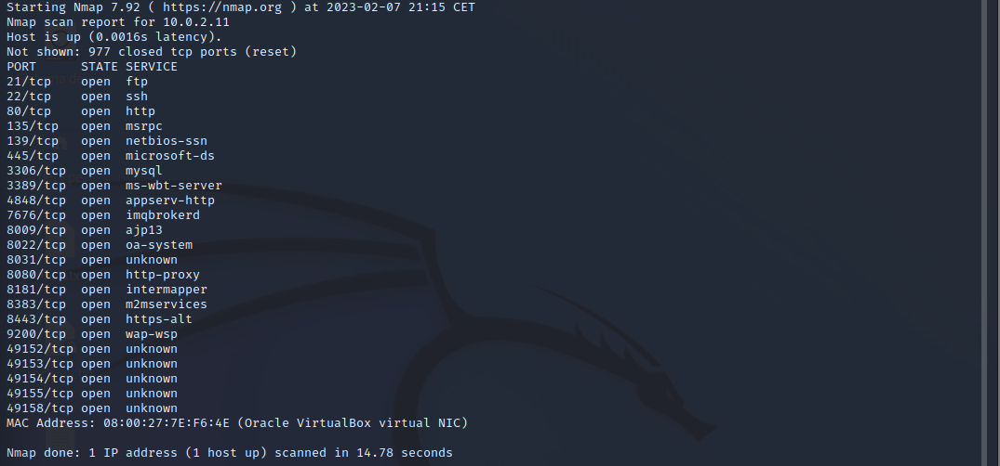 Starting Nmap 7.92 ( https://nmap.org ) at 2023-02-07 21:15 CET
Nmap scan report for 10.0.2.11
Host is up (0.0016s latency).
Not shown: 977 closed tcp ports (reset)
PORT      STATE SERVICE
21/tcp    open  ftp
22/tcp    open  ssh
80/tcp    open  http
135/tcp   open  msrpc
139/tcp   open  netbios-ssn
445/tcp   open  microsoft-ds
3306/tcp  open  mysql
3389/tcp  open  ms-wbt-server
4848/tcp  open  appserv-http
7676/tcp  open  imqbrokerd
8009/tcp  open  ajp13
8022/tcp  open  oa-system
8031/tcp  open  unknown
8080/tcp  open  http-proxy
8181/tcp  open  intermapper
8383/tcp  open  m2mservices
8443/tcp  open  https-alt
9200/tcp  open  wap-wsp
49152/tcp open  unknown
49153/tcp open  unknown
49154/tcp open  unknown
49155/tcp open  unknown
49158/tcp open  unknown
MAC Address: 08:00:27:7E:F6:4E (Oracle VirtualBox virtual NIC)
Nmap done: 1 IP address (1 host up) scanned in 14.78 seconds